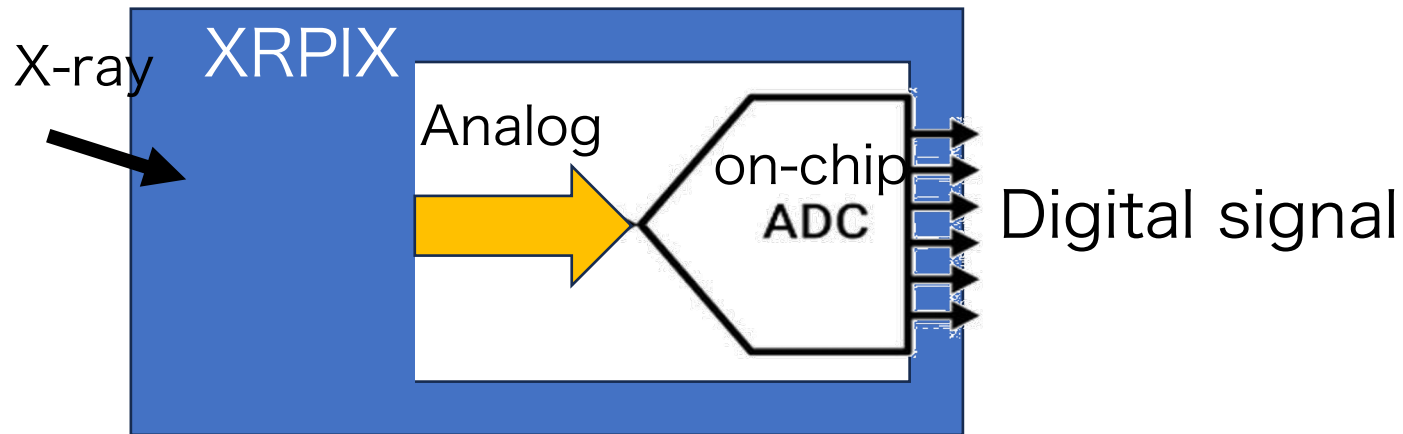 XRPIX
X-ray
Analog
on-chip
ADC
Digital signal